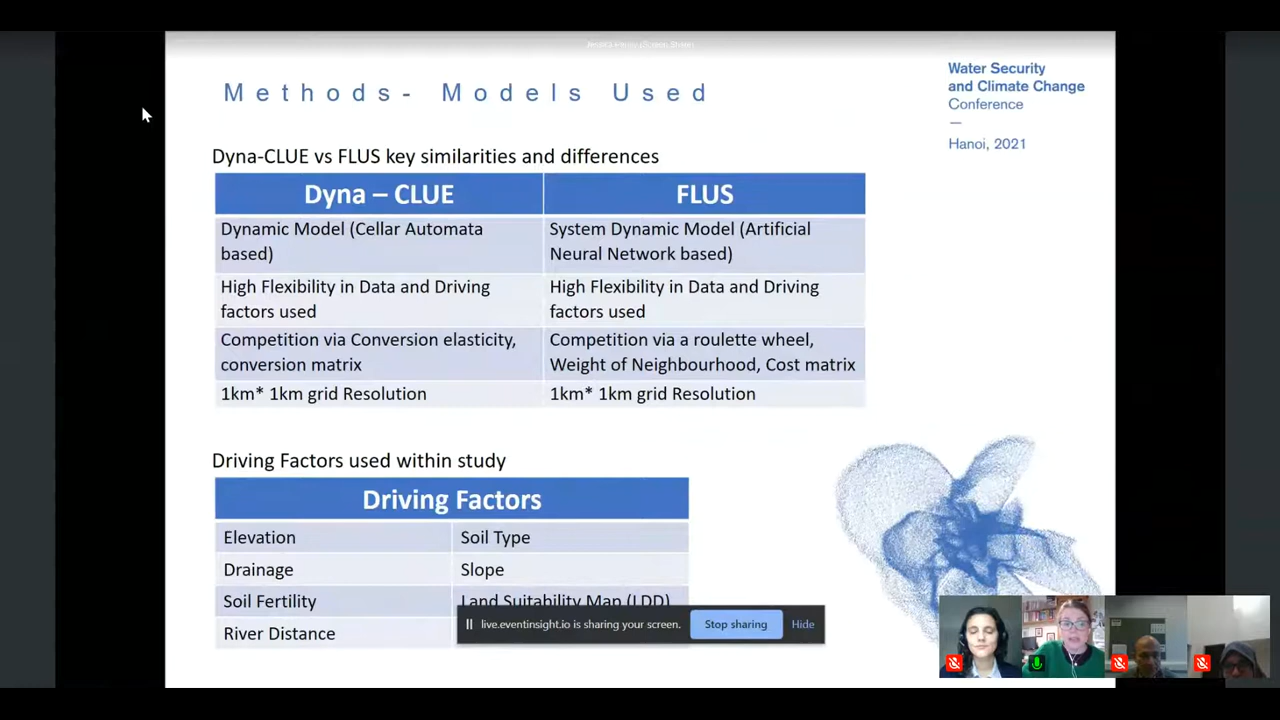 Methods- Models Used
Water Security
and Climate Change
Conference
—
Hanoi, 2021
Dyna-CLUE vs FLUS key similarities and differences
Dyna – CLUE
FLUS
Dynamic Model (Cellar Automata
based)
System Dynamic Model (Artificial
Neural Network based)
High Flexibility in Data and Driving
factors used
High Flexibility in Data and Driving
factors used
Competition via Conversion elasticity,
conversion matrix
Competition via a roulette wheel,
Weight of Neighbourhood, Cost matrix
1km* 1km grid Resolution
1km* 1km grid Resolution
Driving Factors used within study
Driving Factors
Elevation
Soil Type
Drainage
Slope
Soil Fertility
Land Suitability Map (LDD)
River Distance
live.eventinsight.io is sharing your screen.
Stop sharing
Hide